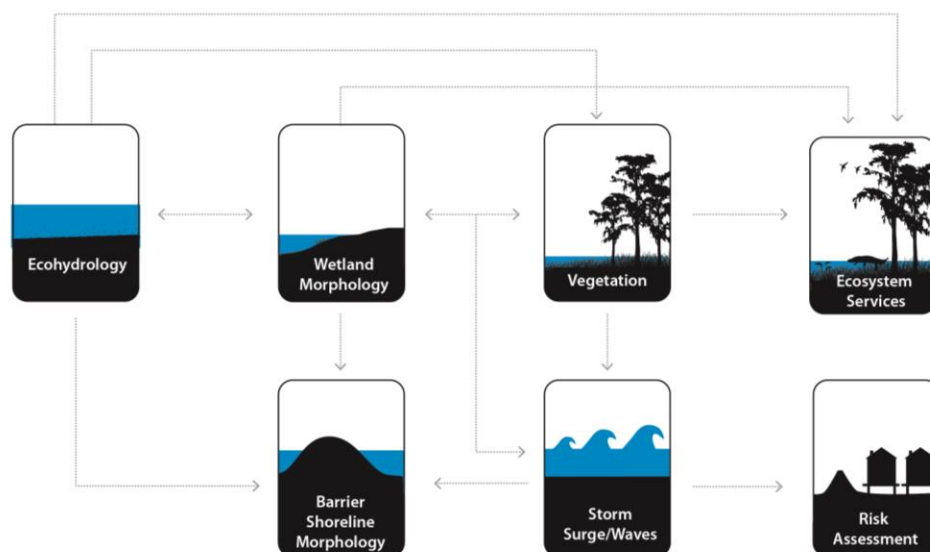 Ecohydrology
Wetland
Morphology
Vegetation
Ecosystem
Services
Barrier
Shoreline
Morphology
Storm
Surge/Waves
Risk
Assessment